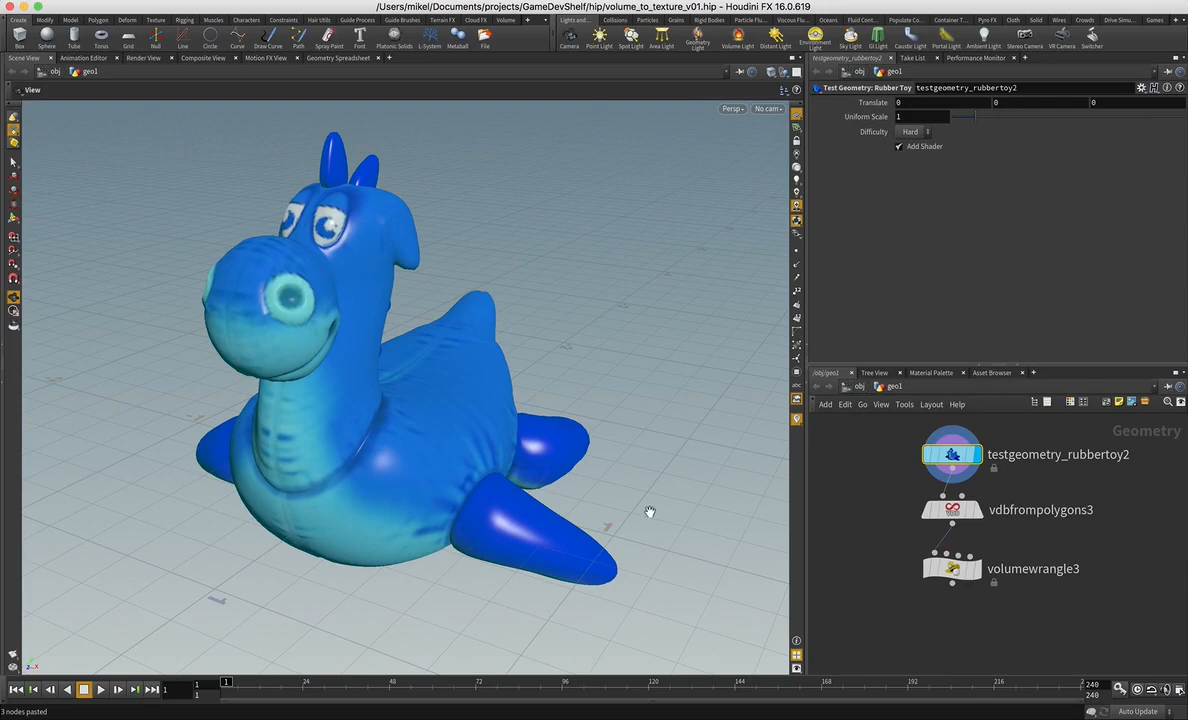 /Users/mikel/Documents/projects/GameDevShelf/hip/volume_to_texture_v01.hip - Houdini FX 16.0.619
Create Modify Model Polygon Deform Texture Rigging Muscles Characters Constraints Hair Utils Guide Process Guide Brushes Terrain FX Cloud FX Volume + Lights and... Collisions Particles Grains Rigid Bodies Particle Flu... Viscous Flu... Oceans Fluid Cont... Populate Co... Container T... Pyro FX Cloth Solid Wires Crowds Drive Simu... Games +
Box Sphere Tube Torus Grid Null Line Circle Curve Draw Curve Path Spray Paint Font Platonic Solids L-System Metaball File Camera Point Light Spot Light Area Light Geometry Light Volume Light Distant Light Environment Light Sky Light GI Light Caustic Light Portal Light Ambient Light Stereo Camera VR Camera Switcher
Scene View × Animation Editor × Render View × Composite View × Motion FX View × Geometry Spreadsheet × +
testgeometry_rubbertoy2 × Take List × Performance Monitor × +
obj geo1
obj geo1
View
Test Geometry: Rubber Toy testgeometry_rubbertoy2
Persp No cam
Translate 0 0 0
Uniform Scale 1
Difficulty Hard
Add Shader
/obj/geo1 × Tree View × Material Palette × Asset Browser × +
obj geo1
Add Edit Go View Tools Layout Help
Geometry
testgeometry_rubbertoy2
vdbfrompolygons3
volumewrangle3
1 1 1 1 24 48 72 96 120 144 168 192 216 240 240
3 nodes pasted
Auto Update